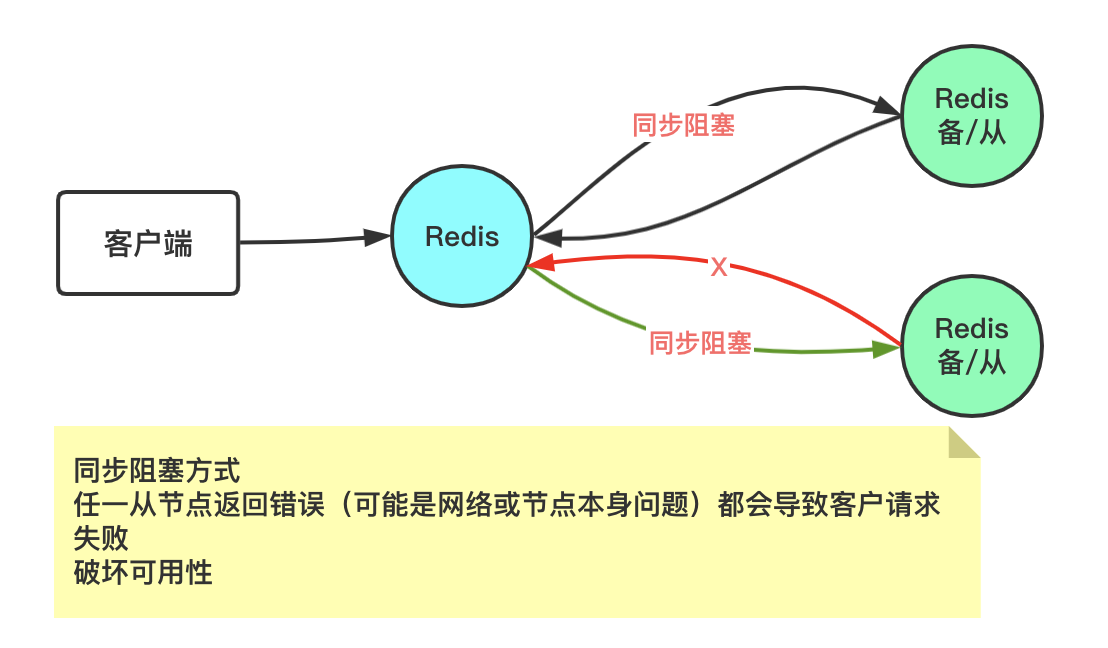 Redis
备/从
同步阻塞
客户端
Redis
X
同步阻塞
Redis
备/从
同步阻塞方式
任一从节点返回错误（可能是网络或节点本身问题）都会导致客户请求
失败
破坏可用性